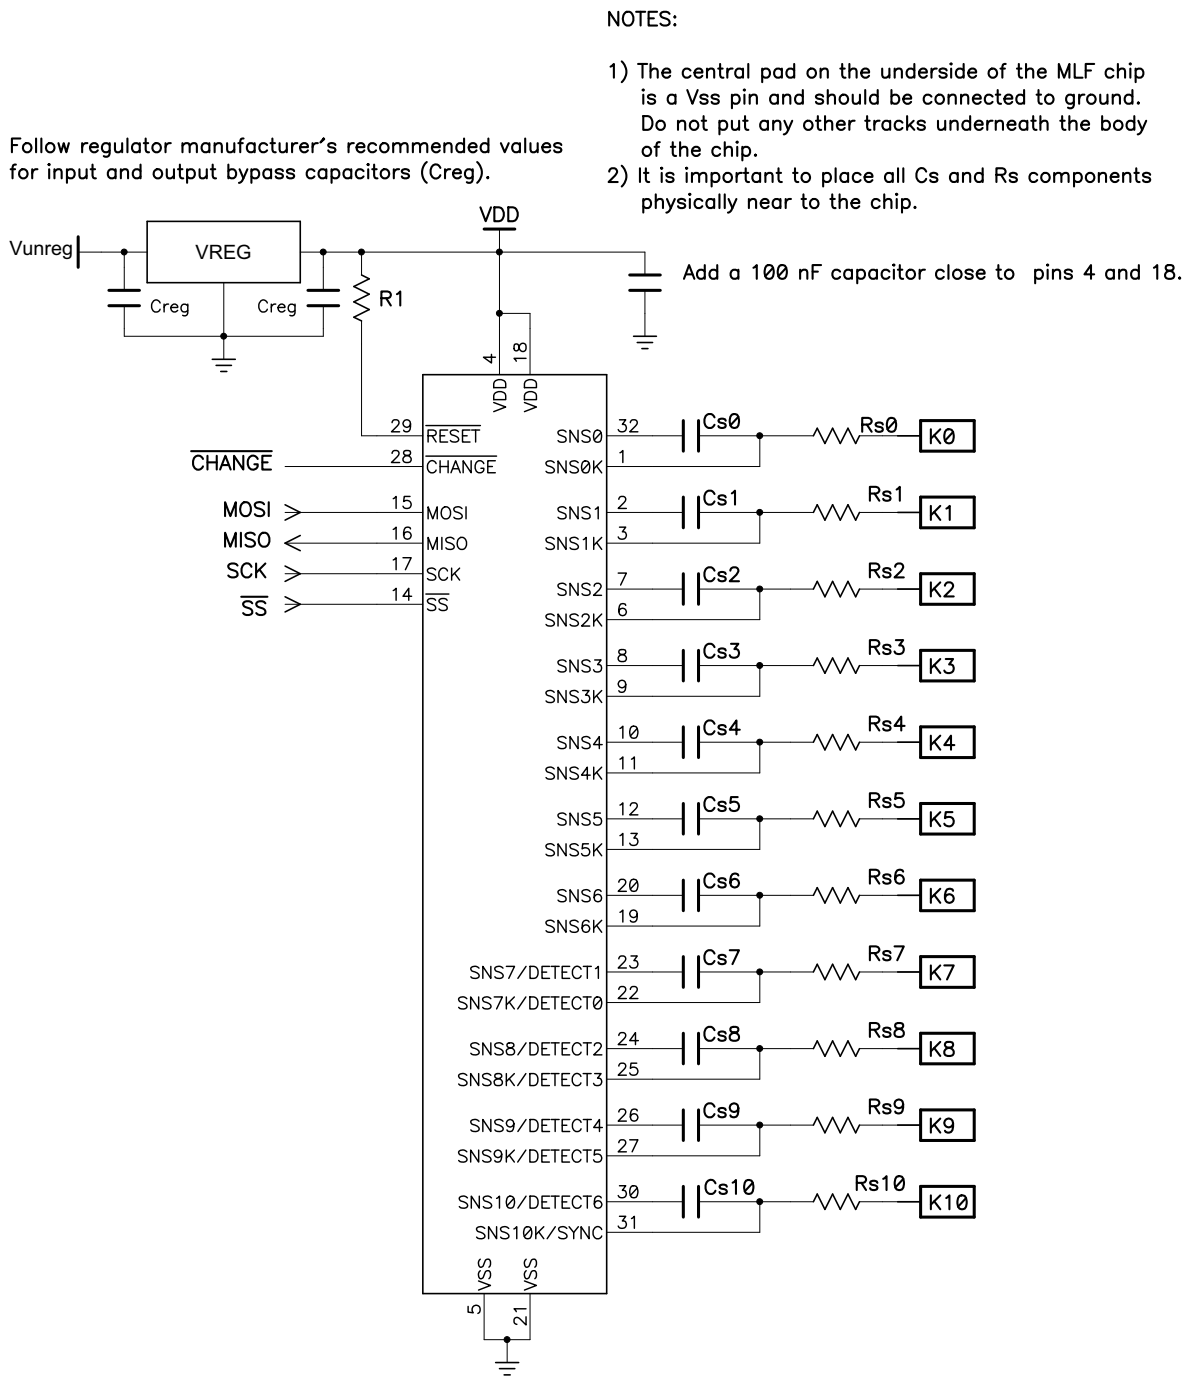 NOTES:
1) The central pad on the underside of the MLF chip
is a Vss pin and should be connected to ground.
Do not put any other tracks underneath the body
of the chip.
2) It is important to place all Cs and Rs components
physically near to the chip.
Follow regulator manufacturer's recommended values
for input and output bypass capacitors (Creg).
VDD
Vunreg
VREG
Creg
Creg
R1
Add a 100 nF capacitor close to pins 4 and 18.
4
18
VDD
VDD
29
RESET
CHANGE
28
CHANGE
MOSI
15
MOSI
MISO
16
MISO
SCK
17
SCK
SS
14
SS
SNS0
32
Cs0
Rs0
K0
SNS0K
1
SNS1
2
Cs1
Rs1
K1
SNS1K
3
SNS2
7
Cs2
Rs2
K2
SNS2K
6
SNS3
8
Cs3
Rs3
K3
SNS3K
9
SNS4
10
Cs4
Rs4
K4
SNS4K
11
SNS5
12
Cs5
Rs5
K5
SNS5K
13
SNS6
20
Cs6
Rs6
K6
SNS6K
19
SNS7/DETECT1
23
Cs7
Rs7
K7
SNS7K/DETECT0
22
SNS8/DETECT2
24
Cs8
Rs8
K8
SNS8K/DETECT3
25
SNS9/DETECT4
26
Cs9
Rs9
K9
SNS9K/DETECT5
27
SNS10/DETECT6
30
Cs10
Rs10
K10
SNS10K/SYNC
31
VSS
VSS
5
21